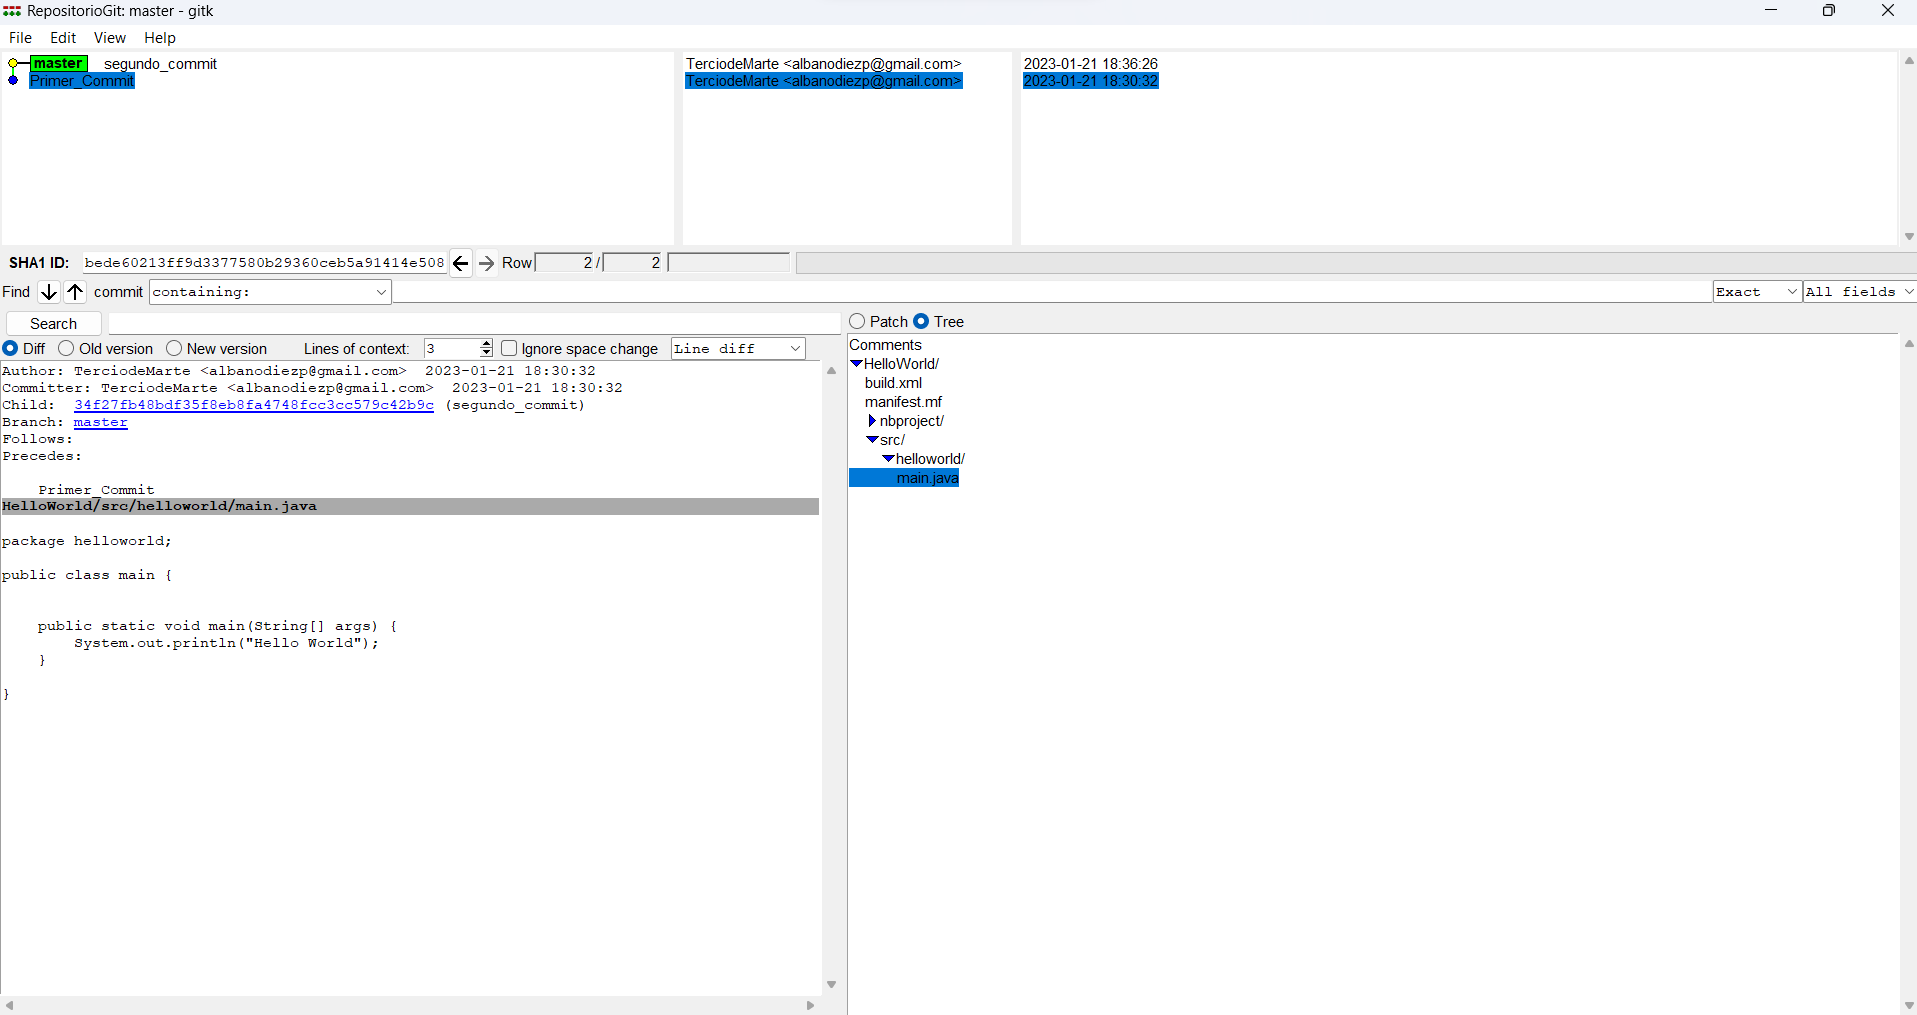 RepositorioGit: master - gitk
File Edit View Help
master segundo_commit TerciodeMarte <albanodiezp@gmail.com> 2023-01-21 18:36:26
Primer_Commit TerciodeMarte <albanodiezp@gmail.com> 2023-01-21 18:30:32
SHA1 ID: bede60213ff9d3377580b29360ceb5a91414e508 Row 2 / 2
Find commit containing: Exact All fields
Search
Patch Tree
Diff Old version New version Lines of context: 3 Ignore space change Line diff
Author: TerciodeMarte <albanodiezp@gmail.com> 2023-01-21 18:30:32
Committer: TerciodeMarte <albanodiezp@gmail.com> 2023-01-21 18:30:32
Child: 34f27fb48bdf35f8eb8fa4748fcc3cc579c42b9c (segundo_commit)
Branch: master
Follows:
Precedes:
Primer_Commit
HelloWorld/src/helloworld/main.java
package helloworld;
public class main {
public static void main(String[] args) {
System.out.println("Hello World");
}
}
Comments
HelloWorld/
build.xml
manifest.mf
nbproject/
src/
helloworld/
main.java